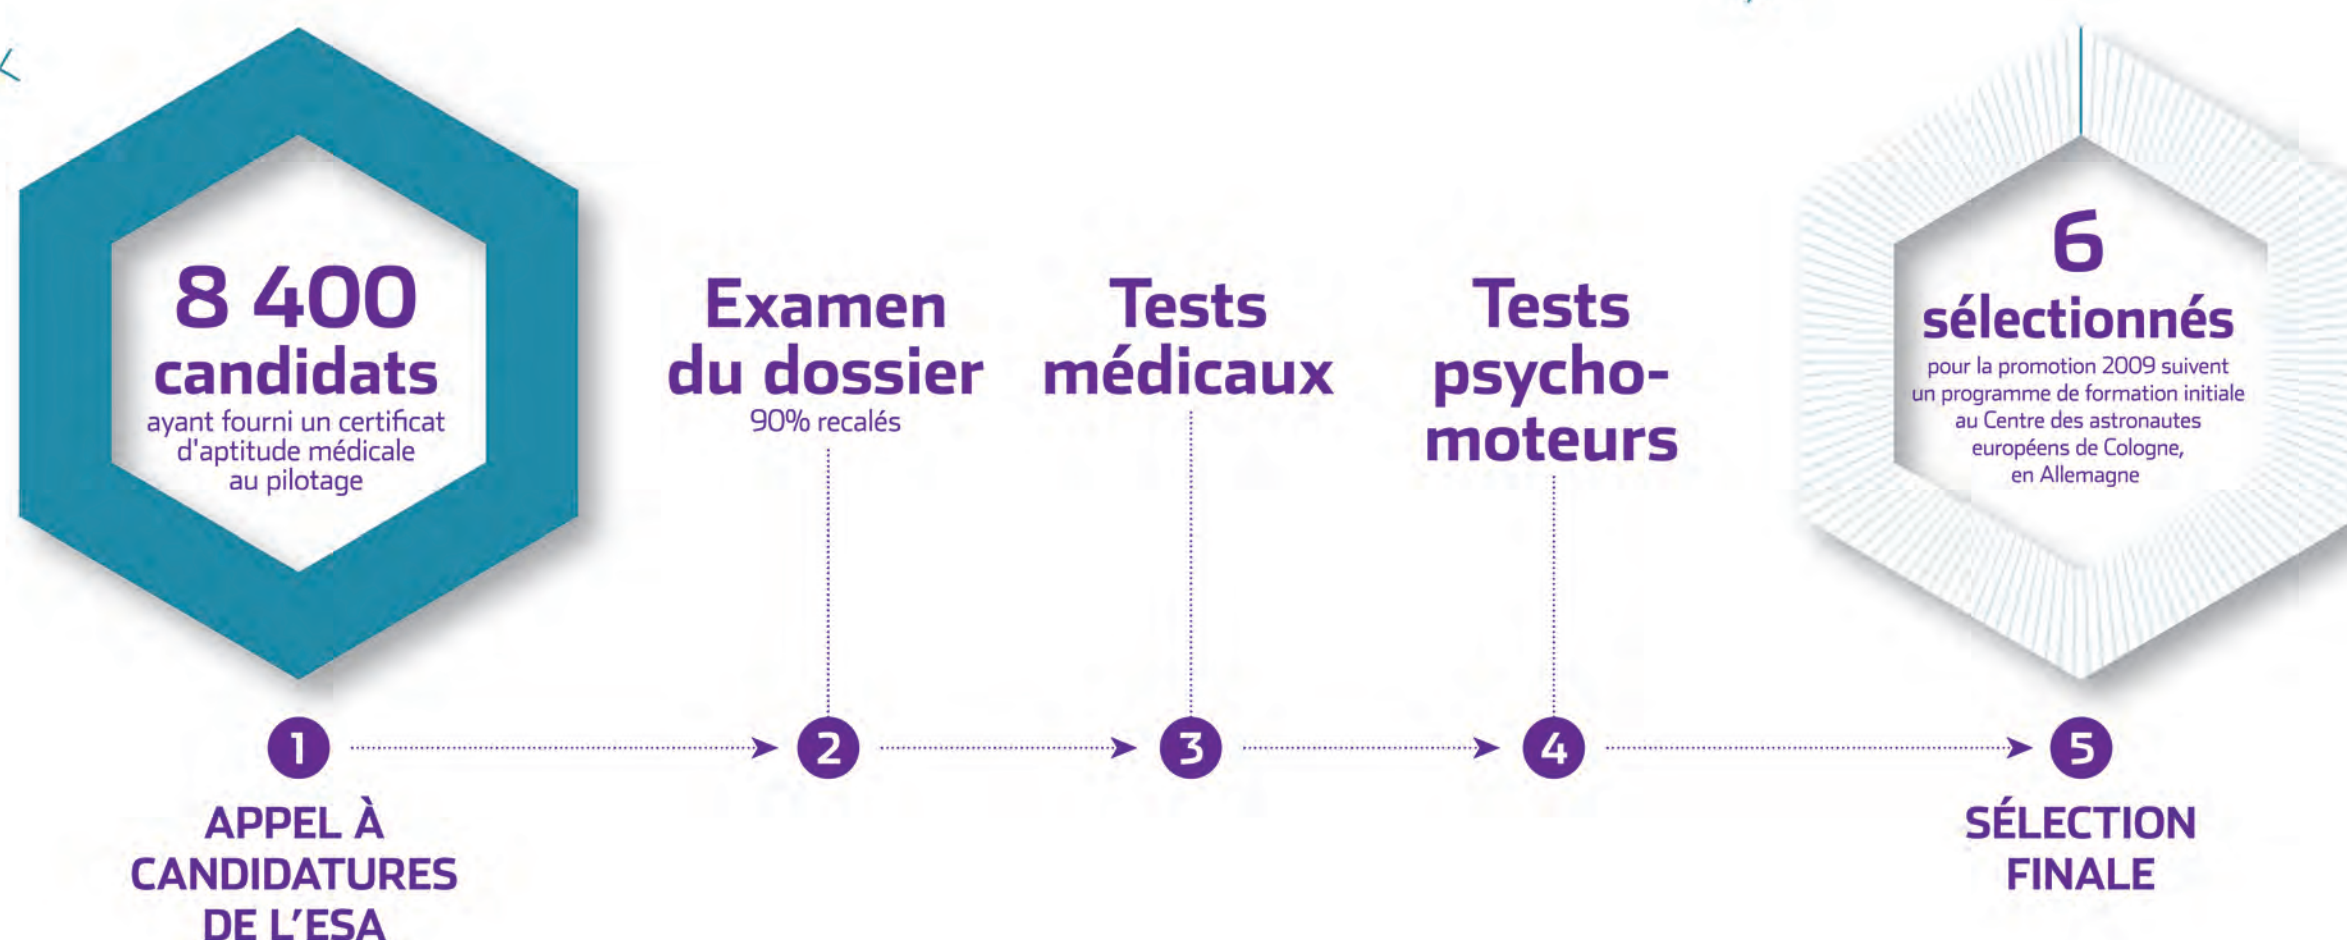 8 400
candidats
ayant fourni un certificat
d'aptitude médicale
au pilotage
Examen
du dossier
90% recalés
Tests
médicaux
Tests
psycho-
moteurs
6
sélectionnés
pour la promotion 2009 suivent
un programme de formation initiale
au Centre des astronautes
européens de Cologne,
en Allemagne
1
2
3
4
5
APPEL À
CANDIDATURES
DE L'ESA
SÉLECTION
FINALE